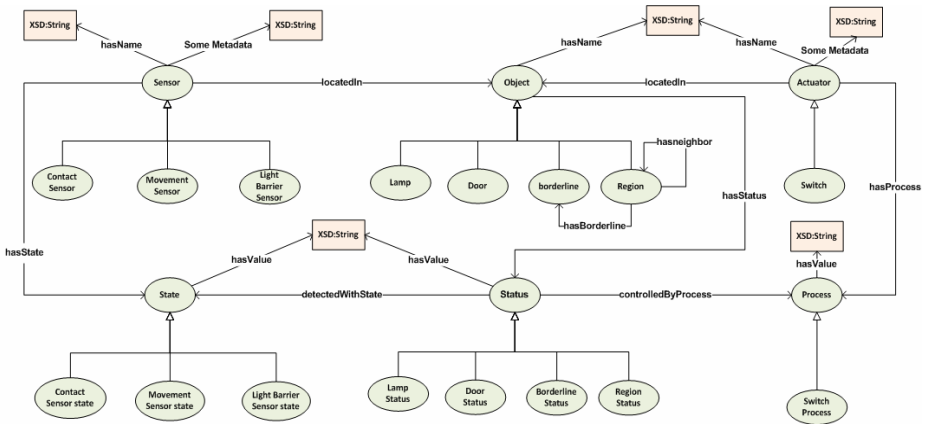 XSD:String
XSD:String
XSD:String
XSD:String
hasName
Some Metadata
hasName
hasName
Some Metadata
Sensor
locatedIn
Object
locatedIn
Actuator
hasneighbor
Contact
Sensor
Movement
Sensor
Light
Barrier
Sensor
Lamp
Door
borderline
Region
Switch
hasStatus
hasProcess
hasBorderline
XSD:String
XSD:String
hasState
hasValue
hasValue
hasValue
State
detectedWithState
Status
controlledByProcess
Process
Contact
Sensor state
Movement
Sensor state
Light Barrier
Sensor state
Lamp
Status
Door
Status
Borderline
Status
Region
Status
Switch
Process